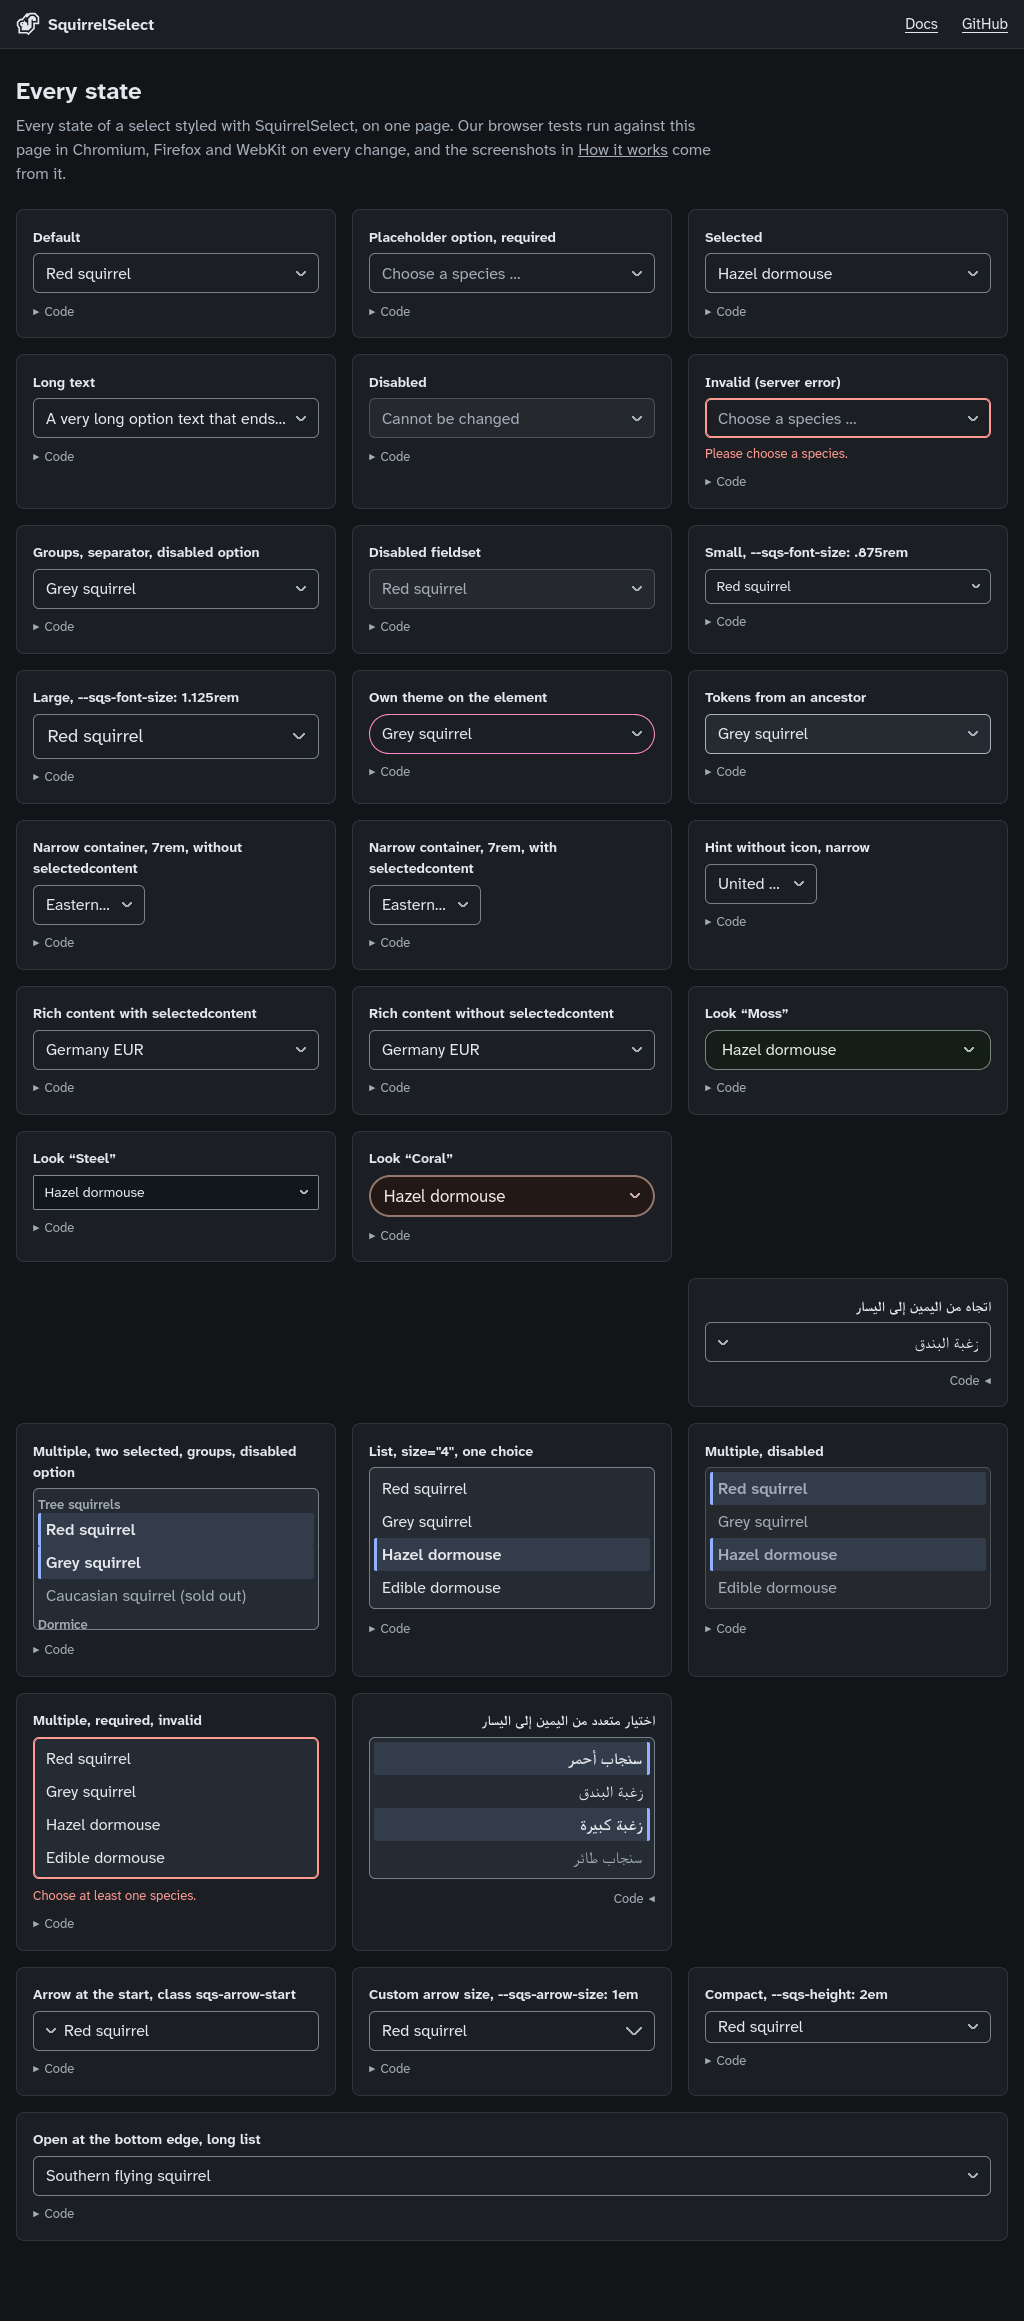 SquirrelSelect
Docs
GitHub
Every state
Every state of a select styled with SquirrelSelect, on one page. Our browser tests run against this
page in Chromium, Firefox and WebKit on every change, and the screenshots in How it works come
from it.
Default
Red squirrel
Code
Placeholder option, required
Choose a species ...
Code
Selected
Hazel dormouse
Code
Long text
A very long option text that ends...
Code
Disabled
Cannot be changed
Code
Invalid (server error)
Choose a species ...
Please choose a species.
Code
Groups, separator, disabled option
Grey squirrel
Code
Disabled fieldset
Red squirrel
Code
Small, --sqs-font-size: .875rem
Red squirrel
Code
Large, --sqs-font-size: 1.125rem
Red squirrel
Code
Own theme on the element
Grey squirrel
Code
Tokens from an ancestor
Grey squirrel
Code
Narrow container, 7rem, without
selectedcontent
Eastern...
Code
Narrow container, 7rem, with
selectedcontent
Eastern...
Code
Hint without icon, narrow
United ...
Code
Rich content with selectedcontent
Germany EUR
Code
Rich content without selectedcontent
Germany EUR
Code
Look “Moss”
Hazel dormouse
Code
Look “Steel”
Hazel dormouse
Code
Look “Coral”
Hazel dormouse
Code
اتجاه من اليمين إلى اليسار
زغبة البندق
Code
Multiple, two selected, groups, disabled
option
Tree squirrels
Red squirrel
Grey squirrel
Caucasian squirrel (sold out)
Dormice
Code
List, size="4", one choice
Red squirrel
Grey squirrel
Hazel dormouse
Edible dormouse
Code
Multiple, disabled
Red squirrel
Grey squirrel
Hazel dormouse
Edible dormouse
Code
Multiple, required, invalid
Red squirrel
Grey squirrel
Hazel dormouse
Edible dormouse
Choose at least one species.
Code
اختيار متعدد من اليمين إلى اليسار
سنجاب أحمر
زغبة البندق
زغبة كبيرة
سنجاب طائر
Code
Arrow at the start, class sqs-arrow-start
Red squirrel
Code
Custom arrow size, --sqs-arrow-size: 1em
Red squirrel
Code
Compact, --sqs-height: 2em
Red squirrel
Code
Open at the bottom edge, long list
Southern flying squirrel
Code